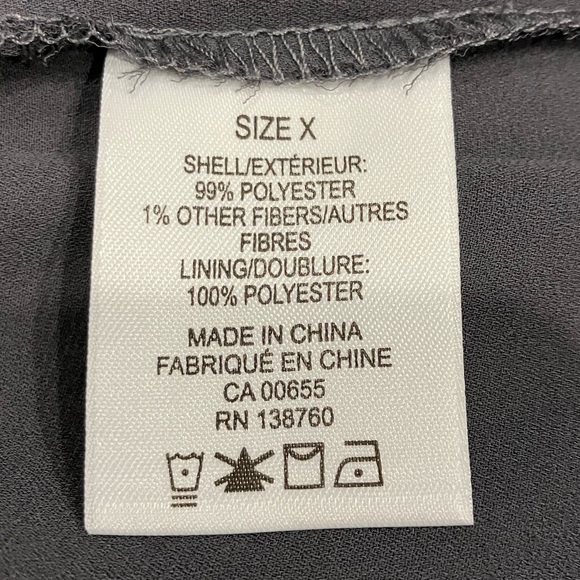 SIZE X
SHELL/EXTÉRIEUR:
99% POLYESTER
1% OTHER FIBERS/AUTRES
FIBRES
LINING/DOUBLURE:
100% POLYESTER
MADE IN CHINA
FABRIQUÉ EN CHINE
CA 00655
RN 138760